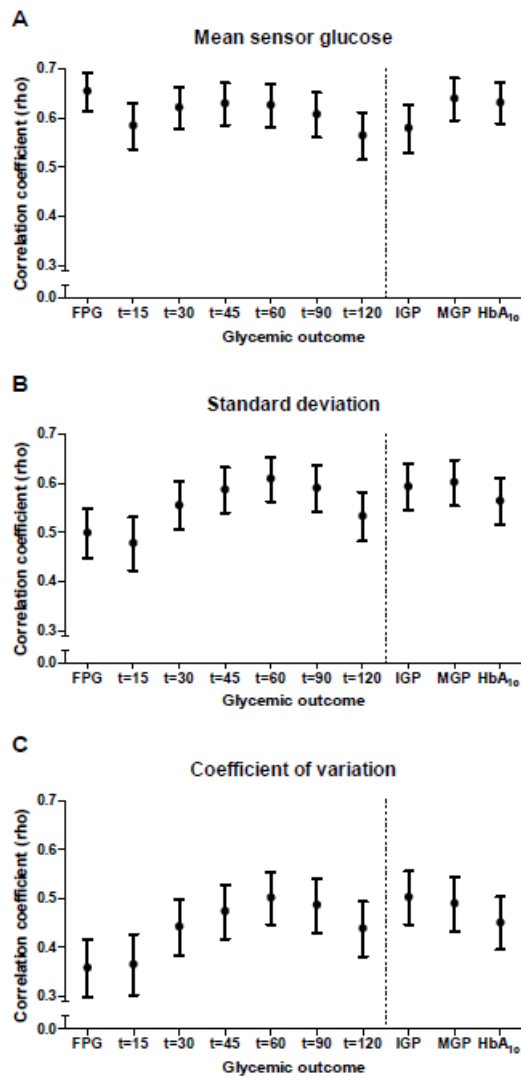 A
Mean sensor glucose
Correlation coefficient (rho)
0.7
0.6
0.5
0.4
0.3
0.0
FPG t=15 t=30 t=45 t=60 t=90 t=120 IGP MGP HbA1c
Glycemic outcome
B
Standard deviation
Correlation coefficient (rho)
0.7
0.6
0.5
0.4
0.3
0.0
FPG t=15 t=30 t=45 t=60 t=90 t=120 IGP MGP HbA1c
Glycemic outcome
C
Coefficient of variation
Correlation coefficient (rho)
0.7
0.6
0.5
0.4
0.3
0.0
FPG t=15 t=30 t=45 t=60 t=90 t=120 IGP MGP HbA1c
Glycemic outcome